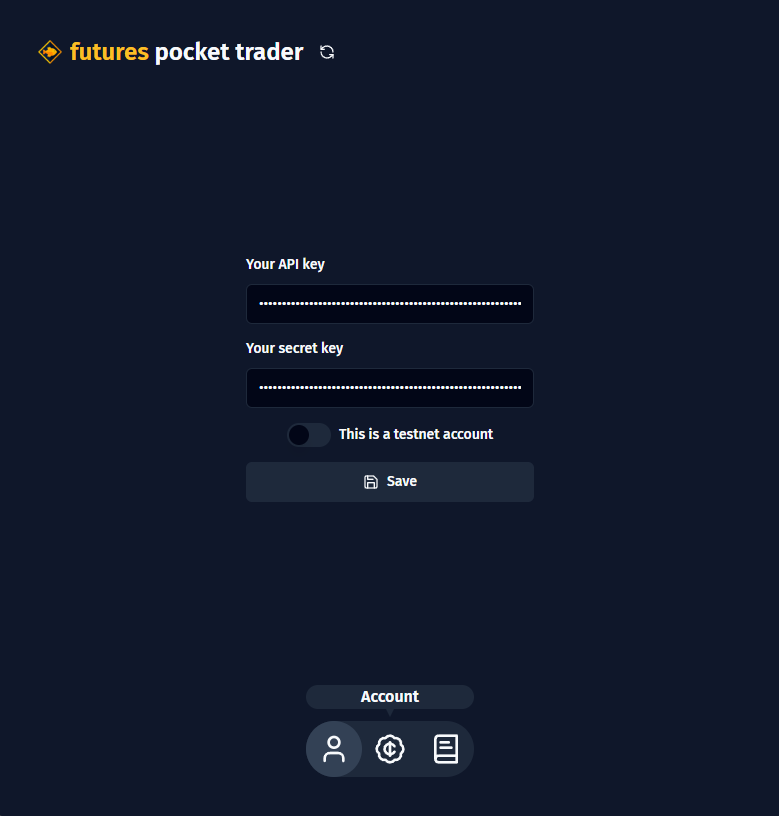 futures pocket trader
Your API key
Your secret key
This is a testnet account
Save
Account